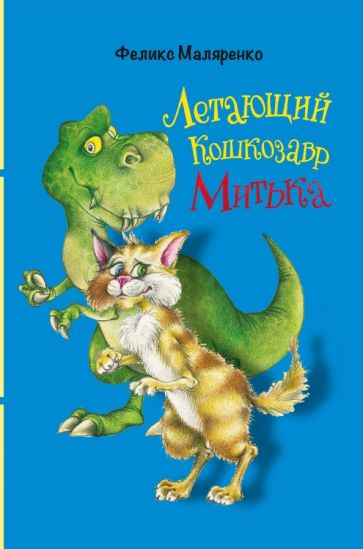 Феликс Маляренко
Летающий
кошкозавр
Митька